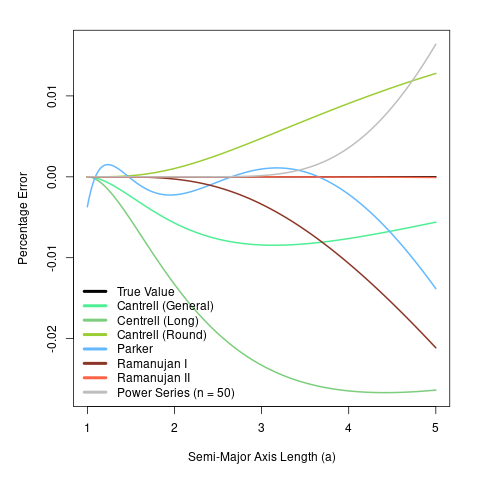 0.01
0.00
-0.01
-0.02
Percentage Error
True Value
Cantrell (General)
Centrell (Long)
Cantrell (Round)
Parker
Ramanujan I
Ramanujan II
Power Series (n = 50)
1 2 3 4 5
Semi-Major Axis Length (a)